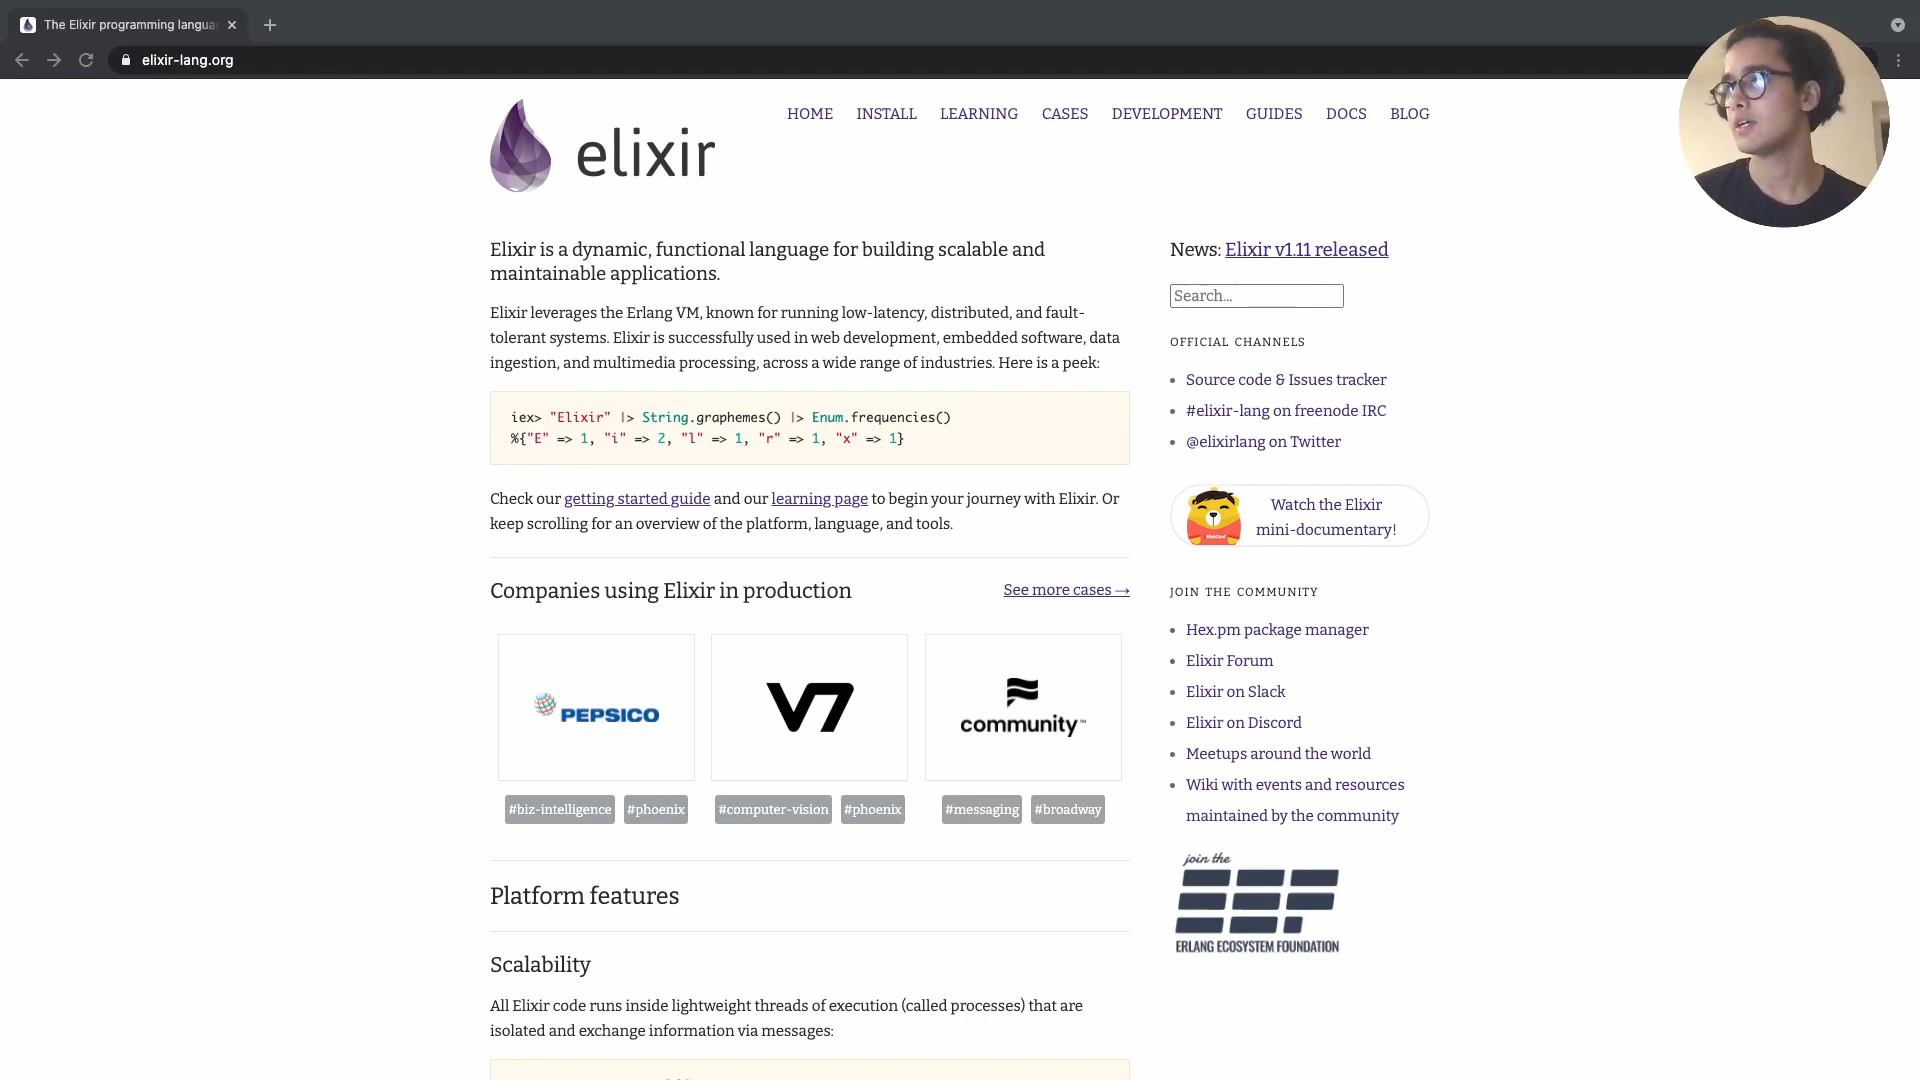 The Elixir programming langua
elixir-lang.org
elixir
HOME INSTALL LEARNING CASES DEVELOPMENT GUIDES DOCS BLOG
Elixir is a dynamic, functional language for building scalable and
maintainable applications.
Elixir leverages the Erlang VM, known for running low-latency, distributed, and fault-
tolerant systems. Elixir is successfully used in web development, embedded software, data
ingestion, and multimedia processing, across a wide range of industries. Here is a peek:
iex> "Elixir" |> String.graphemes() |> Enum.frequencies()
%{"E" => 1, "i" => 2, "l" => 1, "r" => 1, "x" => 1}
Check our getting started guide and our learning page to begin your journey with Elixir. Or
keep scrolling for an overview of the platform, language, and tools.
Companies using Elixir in production
See more cases →
PEPSICO
V7
community™
#biz-intelligence #phoenix
#computer-vision #phoenix
#messaging #broadway
Platform features
Scalability
All Elixir code runs inside lightweight threads of execution (called processes) that are
isolated and exchange information via messages:
News: Elixir v1.11 released
Search...
OFFICIAL CHANNELS
Source code & Issues tracker
#elixir-lang on freenode IRC
@elixirlang on Twitter
Watch the Elixir
mini-documentary!
JOIN THE COMMUNITY
Hex.pm package manager
Elixir Forum
Elixir on Slack
Elixir on Discord
Meetups around the world
Wiki with events and resources
maintained by the community
join the
EEF
ERLANG ECOSYSTEM FOUNDATION